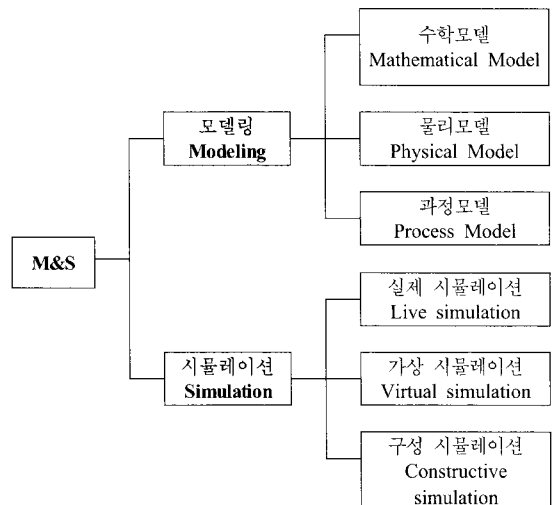 수학모델
Mathematical Model
모델링
Modeling
물리모델
Physical Model
과정모델
Process Model
M&S
실제 시뮬레이션
Live simulation
시뮬레이션
Simulation
가상 시뮬레이션
Virtual simulation
구성 시뮬레이션
Constructive
simulation